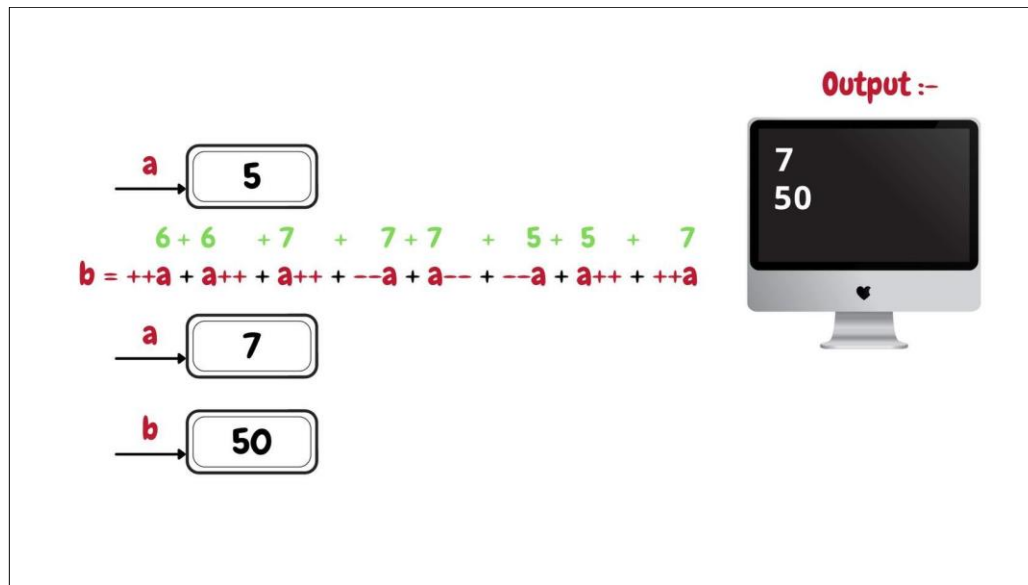 Output :-
7
50
a
5
6 + 6 + 7 + 7 + 7 + 5 + 5 + 7
b = ++a + a++ + a++ + --a + a-- + --a + a++ + ++a
a
7
b
50